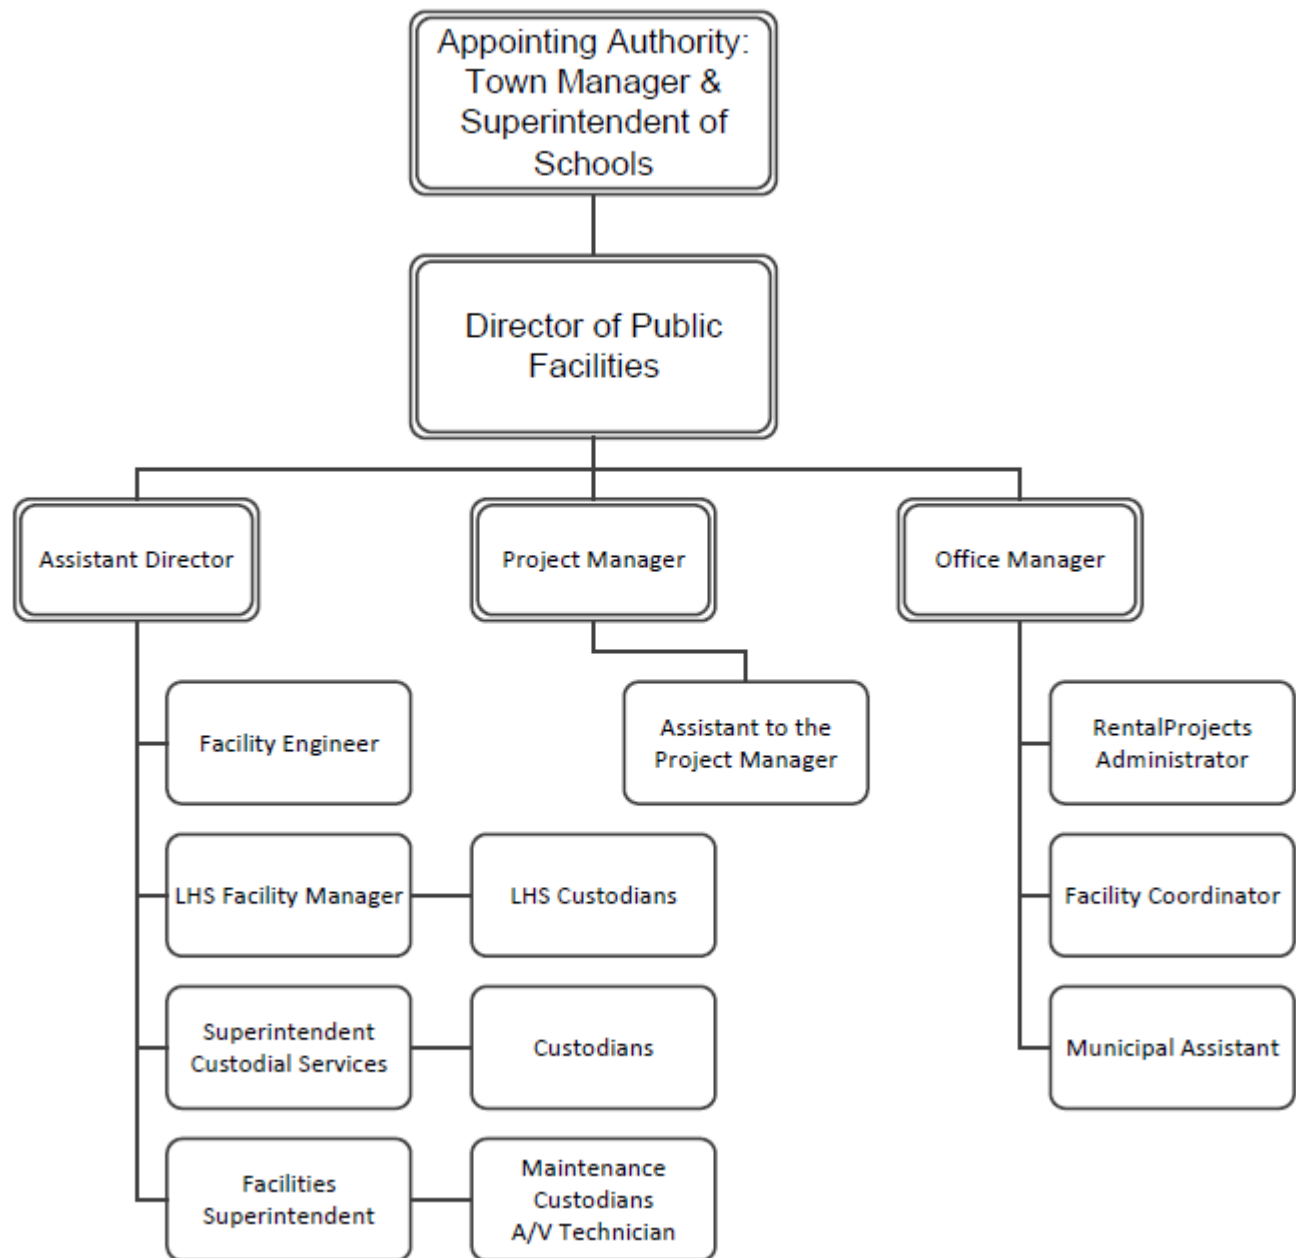 Appointing Authority:
Town Manager &
Superintendent of
Schools
Director of Public
Facilities
Assistant Director
Project Manager
Office Manager
Facility Engineer
Assistant to the
Project Manager
RentalProjects
Administrator
LHS Facility Manager
LHS Custodians
Facility Coordinator
Superintendent
Custodial Services
Custodians
Municipal Assistant
Facilities
Superintendent
Maintenance
Custodians
A/V Technician